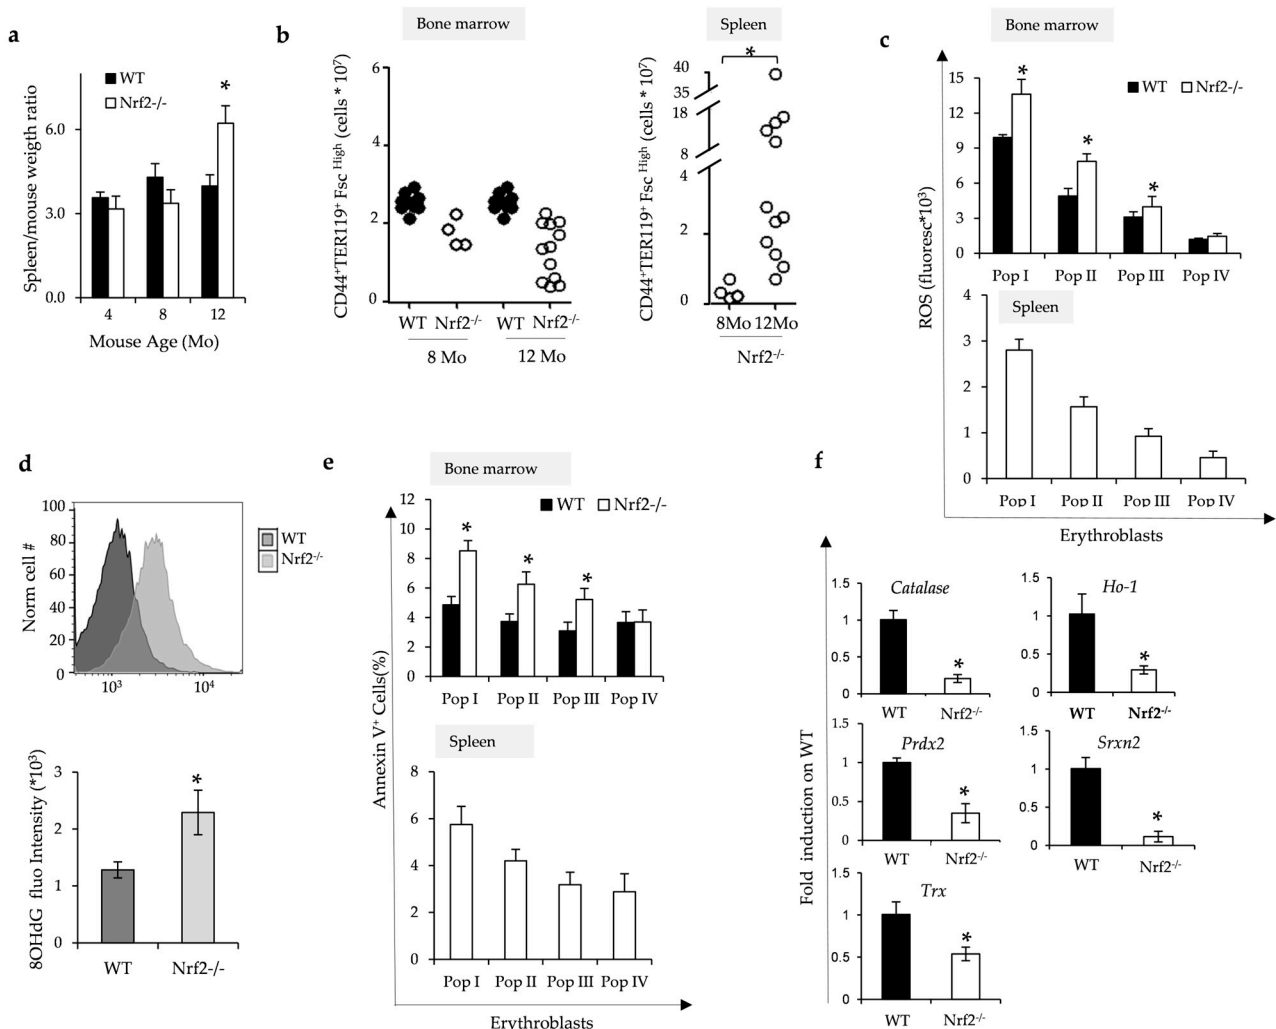 a
WT
Nrf2-/-
*
Spleen/mouse weigth ratio
6.0
3.0
0.0
4 8 12
Mouse Age (Mo)
b
Bone marrow
CD44+TER119+ Fsc High (cells * 10⁷)
6
4
2
0
WT Nrf2-/- WT Nrf2-/-
8 Mo 12 Mo
Spleen
*
CD44+TER119+ Fsc High (cells * 10⁷)
40
35
18
8
4
2
0
8Mo 12Mo
Nrf2-/-
c
Bone marrow
WT Nrf2-/-
ROS (fluoresc*10³)
15
12
9
6
3
0
* * *
Pop I Pop II Pop III Pop IV
Spleen
4
3
2
1
0
Pop I Pop II Pop III Pop IV
Erythroblasts
d
Norm cell #
100
80
60
40
20
0
10³ 10⁴
WT
Nrf2-/-
8OHdG fluo Intensity (*10³)
3
2
1
0
*
WT Nrf2-/-
e
Bone marrow
WT Nrf2-/-
Annexin V+ Cells(%)
12
10
8
6
4
2
0
* * *
Pop I Pop II Pop III Pop IV
Spleen
8
6
4
2
0
Pop I Pop II Pop III Pop IV
Erythroblasts
f
Fold induction on WT
Catalase
1.5
1
0.5
0
*
WT Nrf2-/-
Ho-1
1.5
1
0.5
0
*
WT Nrf2-/-
Prdx2
1.5
1
0.5
0
*
WT Nrf2-/-
Srxn2
1.5
1
0.5
0
*
WT Nrf2-/-
Trx
1.5
1
0.5
0
*
WT Nrf2-/-